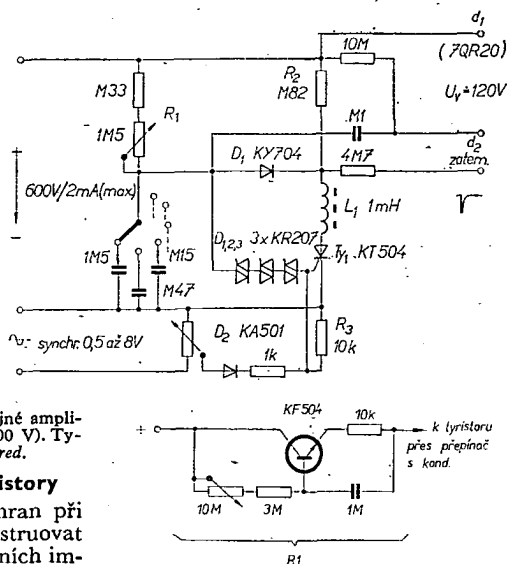 d1
(7QR20)
10M
R2
M82
M33
Uv = 120V
R1
1M5
M1
d2
zatem.
D1 KY704
4M7
+
600V/2mA(max)
−
L1 1mH
D1,2,3 3xKR207
Ty1 KT504
1M5
M15
M47
synchr. 0,5 až 8V
D2 KA501
R3
10k
1k
jné ampli-
00 V). Ty-
red.
KF504
10k
+
k tyristoru
přes přepínač
s kond.
10M
3M
1M
R1
istory
hran při
struovat
ních im-